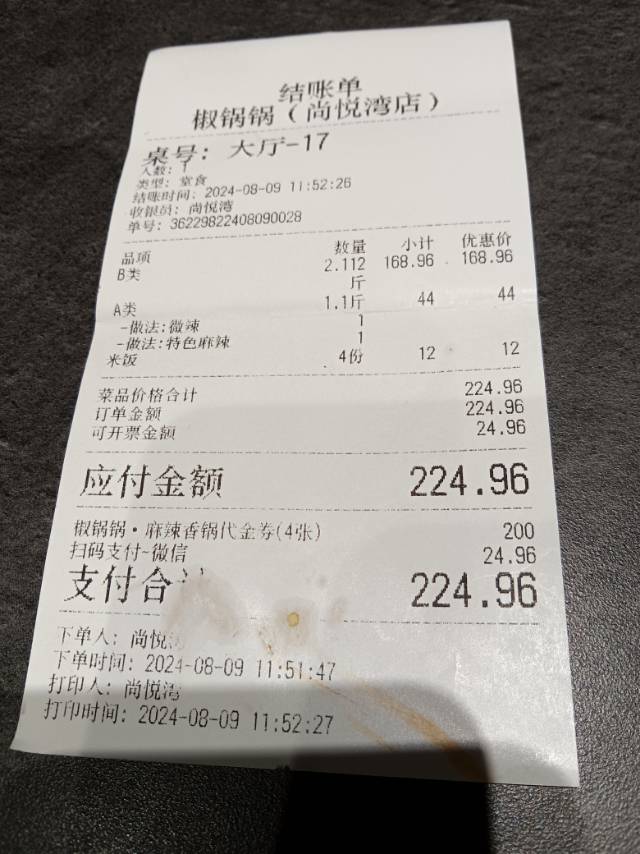 结账单
椒锅锅(尚悦湾店)
桌号: 大厅-17
人数: 1
类型: 堂食
结账时间: 2024-08-09 11:52:26
收银员: 尚悦湾
单号: 36229822408090028
品项 数量 小计 优惠价
B类 2.112 168.96 168.96
斤
A类 1.1斤 44 44
-做法:微辣 1
-做法:特色麻辣 1
米饭 4份 12 12
菜品价格合计 224.96
订单金额 224.96
可开票金额 24.96
应付金额 224.96
椒锅锅·麻辣香锅代金券(4张) 200
扫码支付-微信 24.96
支付合 224.96
下单人: 尚悦
下单时间: 2024-08-09 11:51:47
打印人: 尚悦湾
打印时间: 2024-08-09 11:52:27